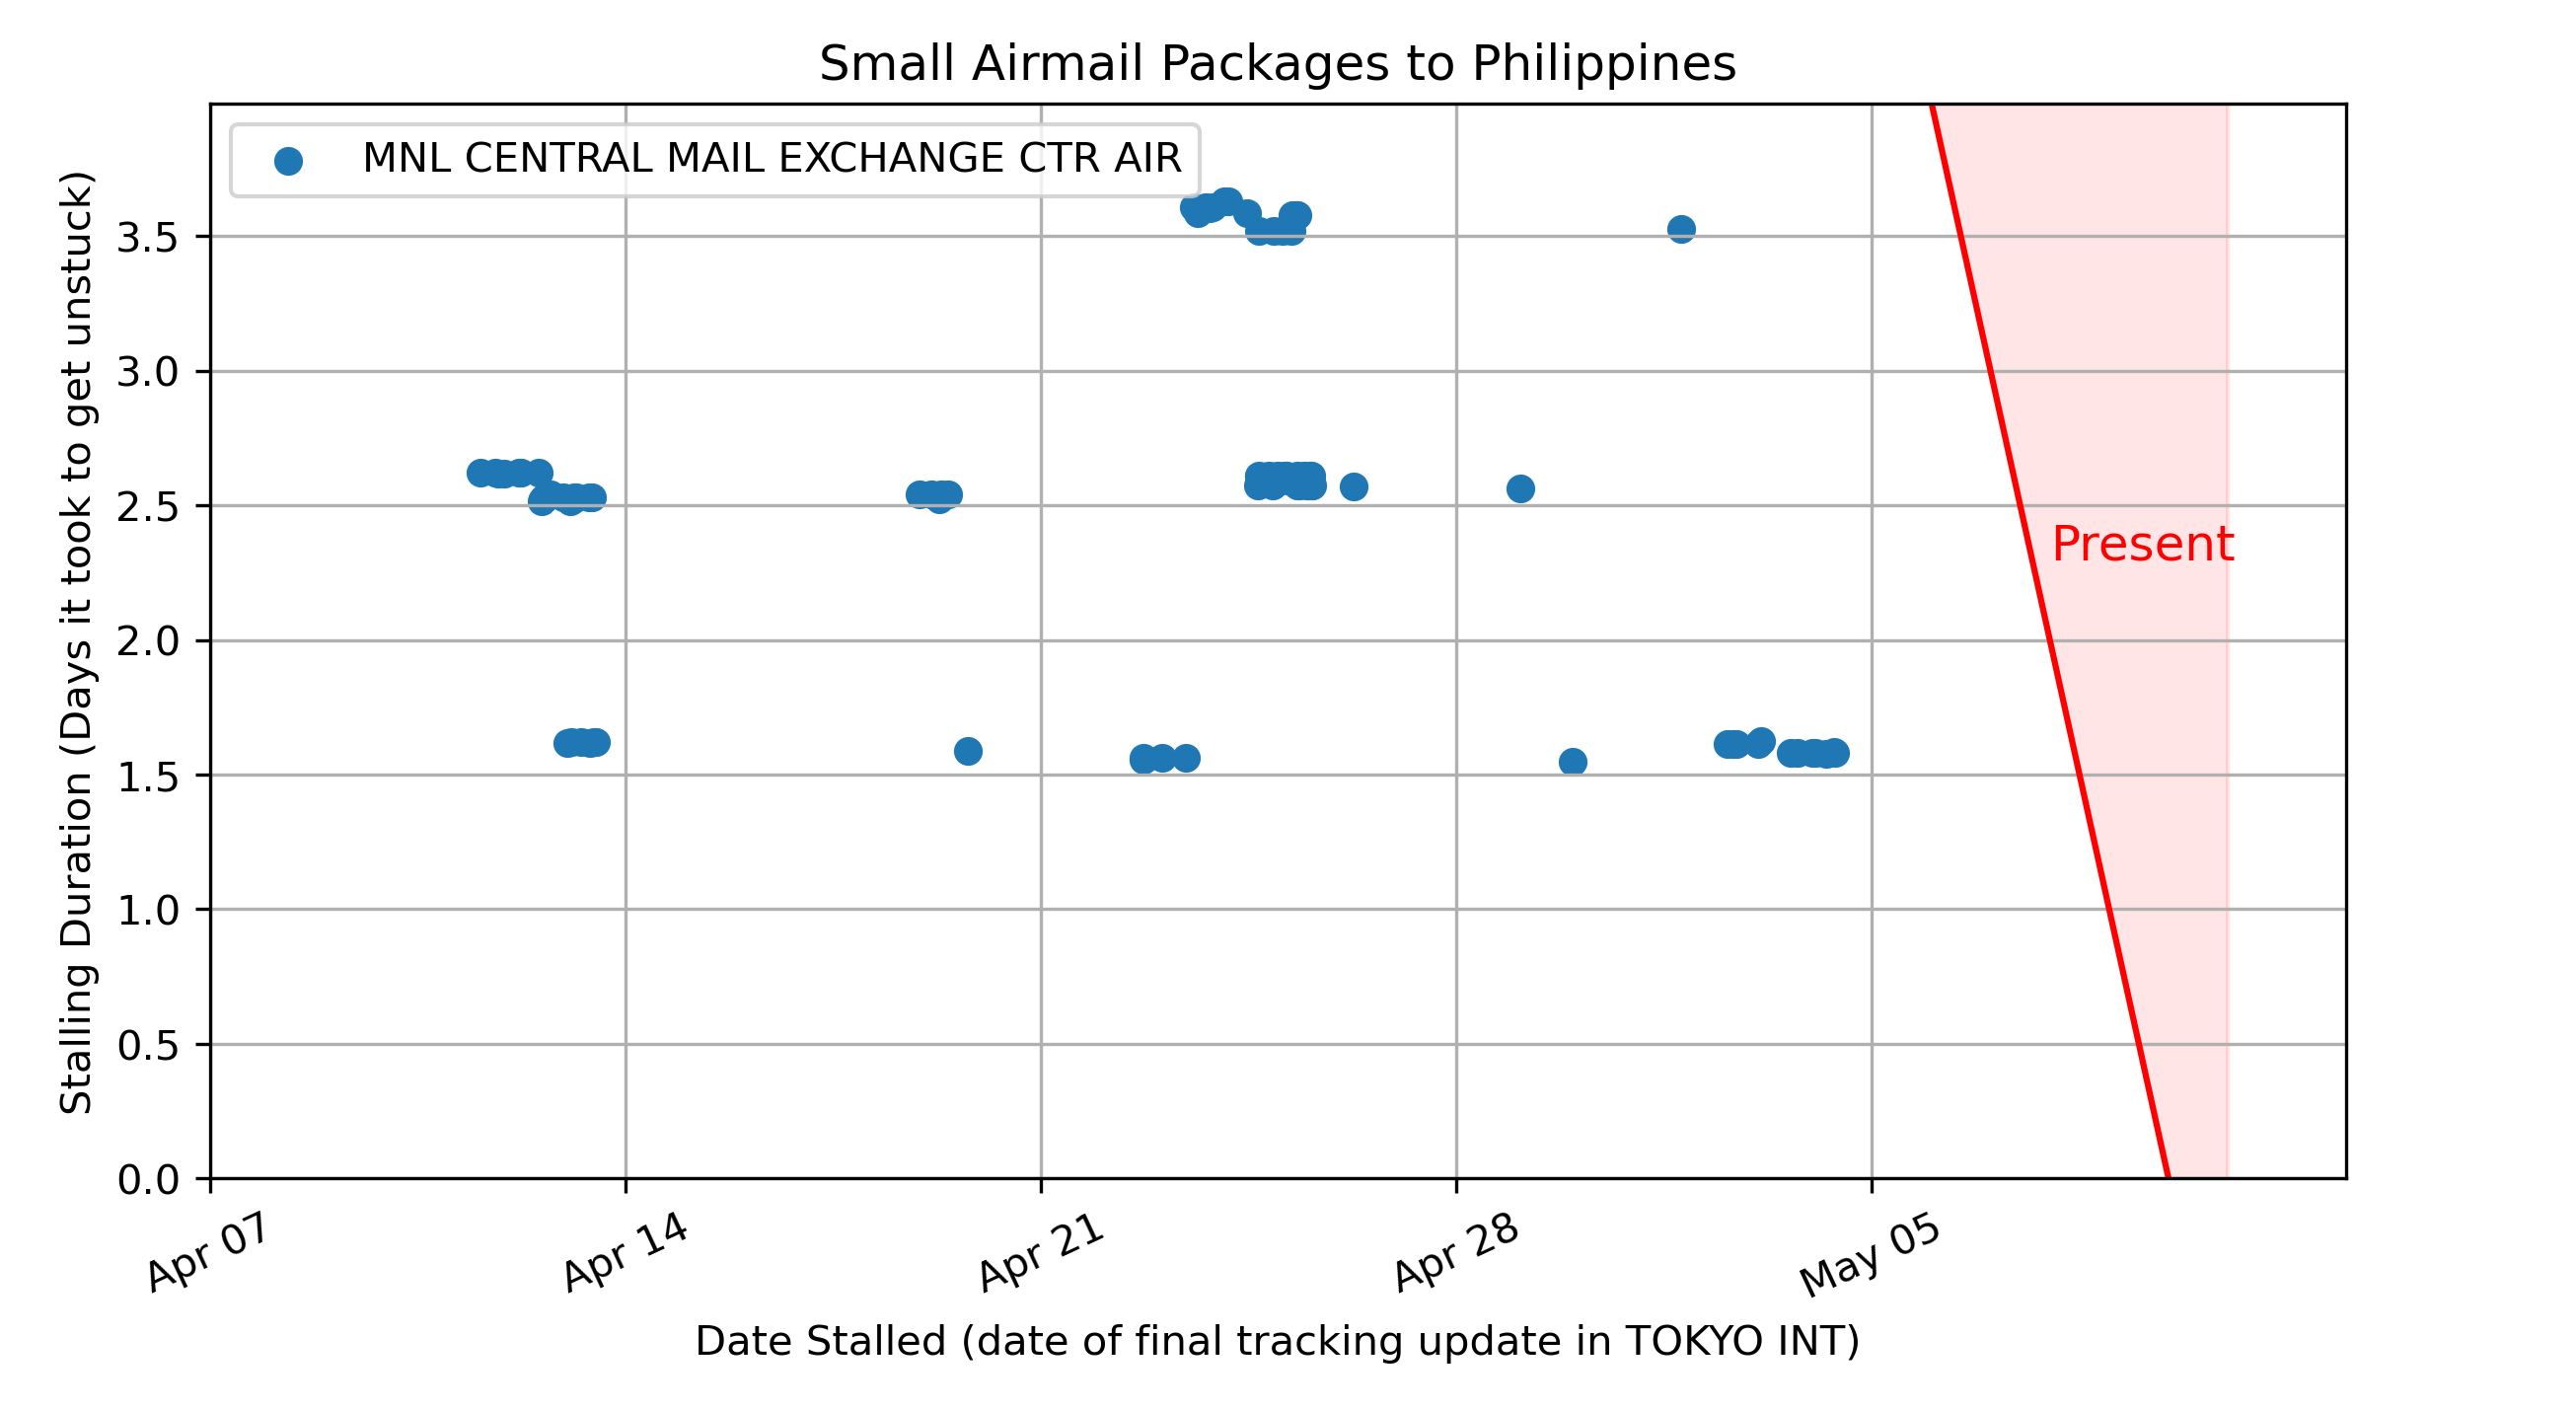 Small Airmail Packages to Philippines
MNL CENTRAL MAIL EXCHANGE CTR AIR
Stalling Duration (Days it took to get unstuck)
3.5
3.0
2.5
2.0
1.5
1.0
0.5
0.0
Present
Apr 07
Apr 14
Apr 21
Apr 28
May 05
Date Stalled (date of final tracking update in TOKYO INT)